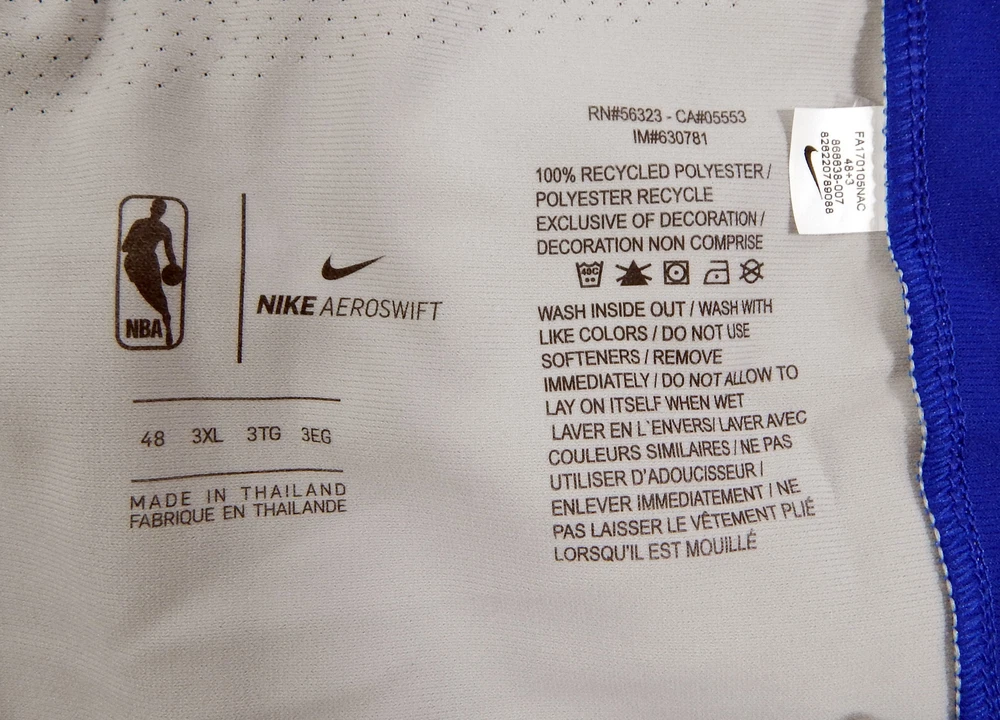 NBA
NIKE AEROSWIFT
48 3XL 3TG 3EG
MADE IN THAILAND
FABRIQUE EN THAILANDE
RN#56323 - CA#05553
IM#630781
100% RECYCLED POLYESTER /
POLYESTER RECYCLE
EXCLUSIVE OF DECORATION /
DECORATION NON COMPRISE
40C
WASH INSIDE OUT / WASH WITH
LIKE COLORS / DO NOT USE
SOFTENERS / REMOVE
IMMEDIATELY / DO NOT ALLOW TO
LAY ON ITSELF WHEN WET
LAVER EN L`ENVERS/ LAVER AVEC
COULEURS SIMILAIRES / NE PAS
UTILISER D'ADOUCISSEUR /
ENLEVER IMMEDIATEMENT / NE
PAS LAISSER LE VÊTEMENT PLIÉ
LORSQU'IL EST MOUILLÉ
FA170105NAC
48+3
866638-007
826220789088